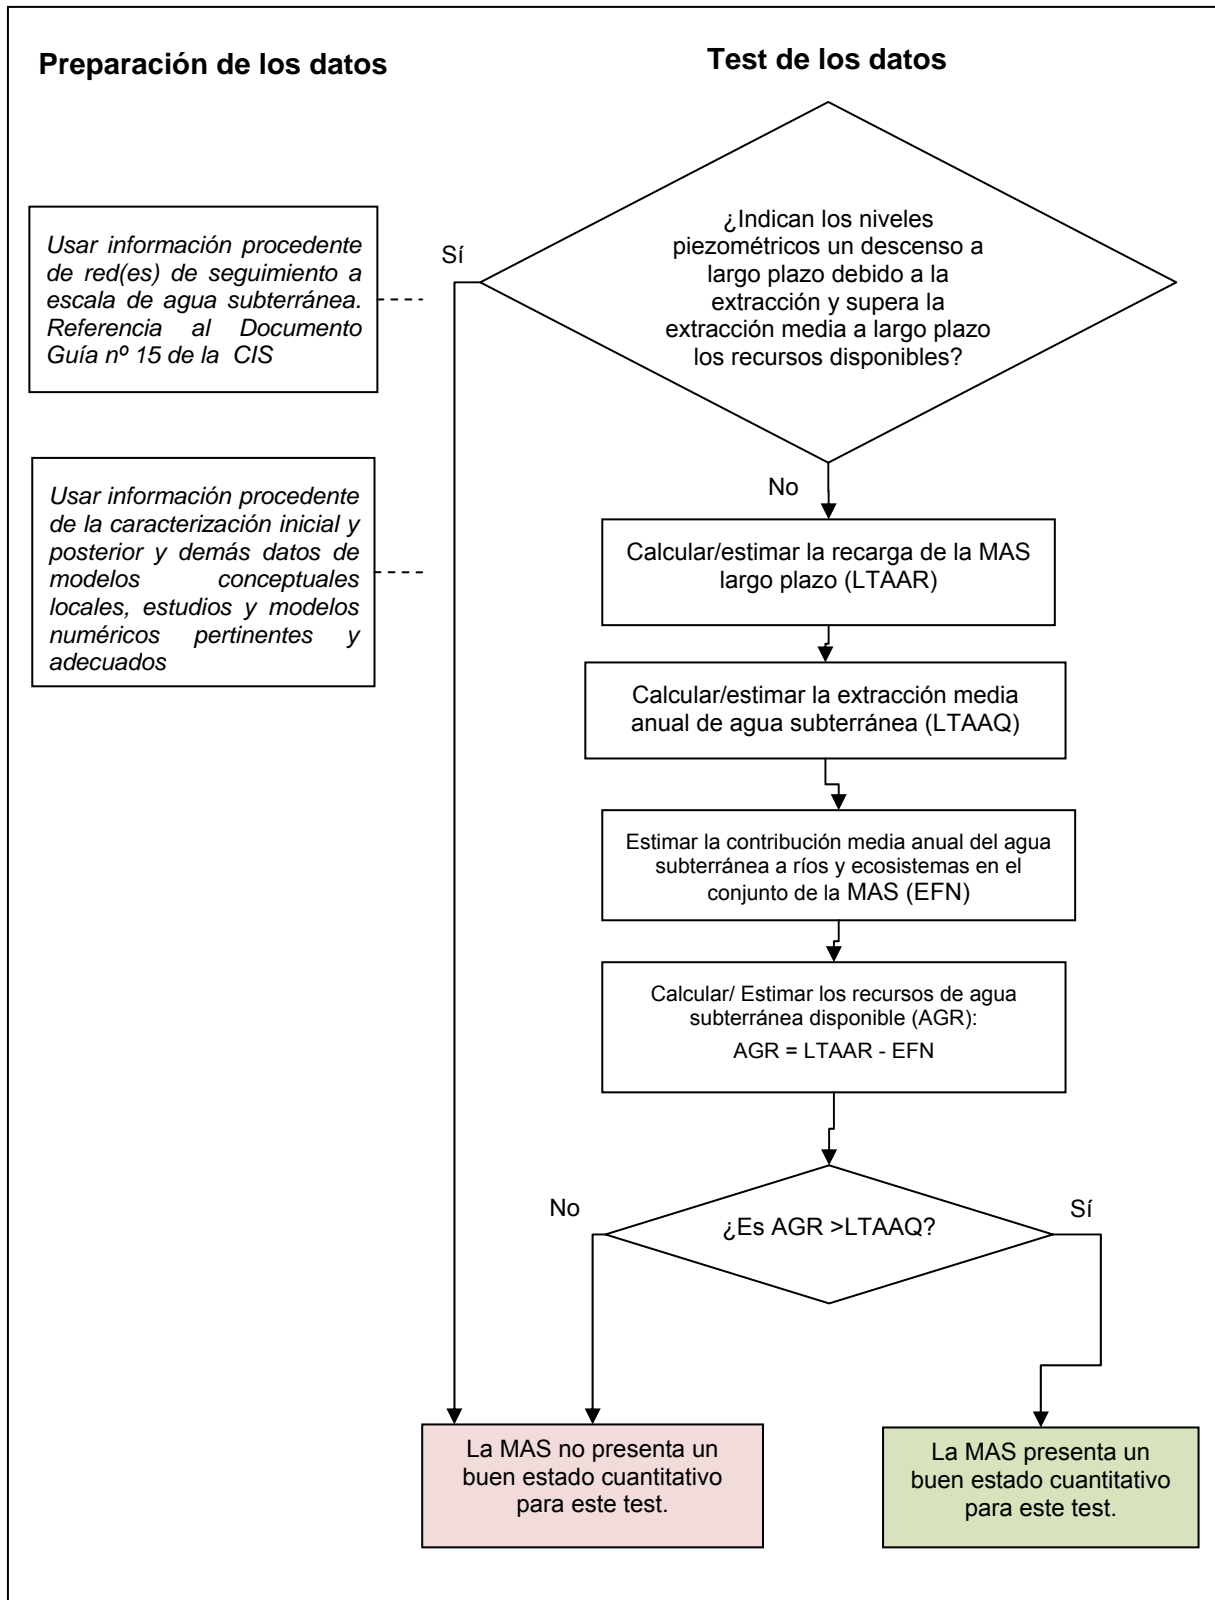 Preparación de los datos
Test de los datos
Usar información procedente
de red(es) de seguimiento a
escala de agua subterránea.
Referencia al Documento
Guía nº 15 de la CIS
Sí
¿Indican los niveles
piezométricos un descenso a
largo plazo debido a la
extracción y supera la
extracción media a largo plazo
los recursos disponibles?
Usar información procedente
de la caracterización inicial y
posterior y demás datos de
modelos conceptuales
locales, estudios y modelos
numéricos pertinentes y
adecuados
No
Calcular/estimar la recarga de la MAS
largo plazo (LTAAR)
Calcular/estimar la extracción media
anual de agua subterránea (LTAAQ)
Estimar la contribución media anual del agua
subterránea a ríos y ecosistemas en el
conjunto de la MAS (EFN)
Calcular/ Estimar los recursos de agua
subterránea disponible (AGR):
AGR = LTAAR - EFN
No
¿Es AGR >LTAAQ?
Sí
La MAS no presenta un
buen estado cuantitativo
para este test.
La MAS presenta un
buen estado cuantitativo
para este test.